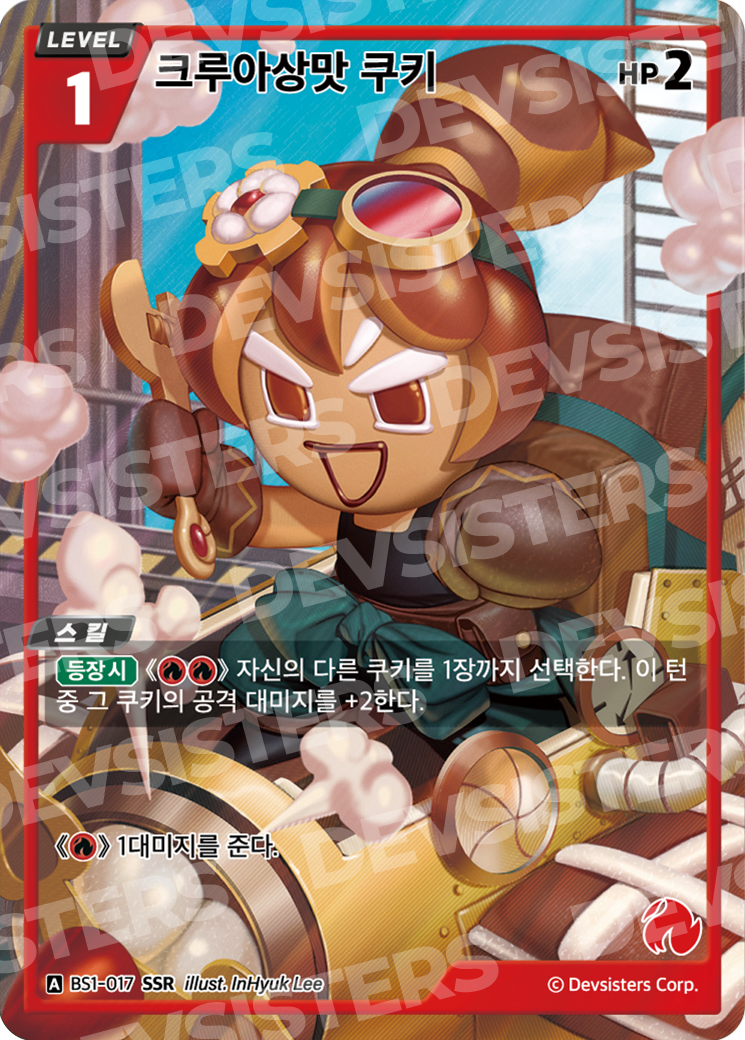 LEVEL
1
크루아상맛 쿠키
HP 2
스킬
등장시 《》 자신의 다른 쿠키를 1장까지 선택한다. 이 턴
중 그 쿠키의 공격 대미지를 +2한다.
《》 1대미지를 준다.
A BS1-017 SSR illust. InHyuk Lee
© Devsisters Corp.
DEVSISTERS